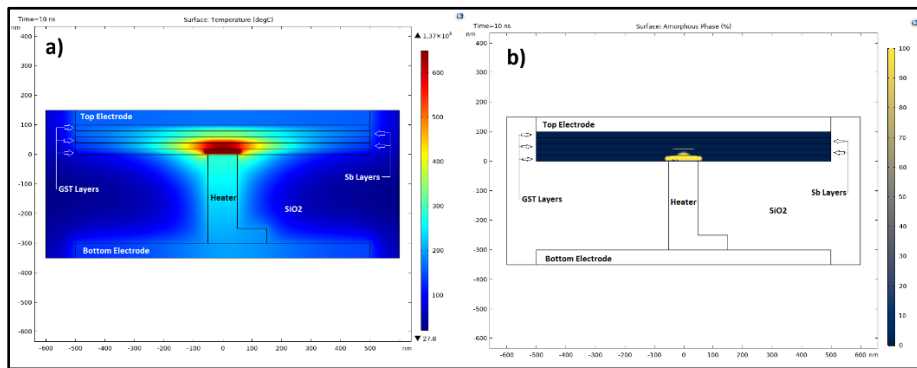 Time=10 ns
Surface: Temperature (degC)
nm
a)
400
300
200
100
0
-100
-200
-300
-400
-500
-600
Top Electrode
GST Layers
Sb Layers
Heater
SiO2
Bottom Electrode
-600 -500 -400 -300 -200 -100 0 100 200 300 400 500 nm
▲ 1.37×10³
600
500
400
300
200
100
▼ 27.8
Time=10 ns
Surface: Amorphous Phase (%)
nm
b)
400
300
200
100
0
-100
-200
-300
-400
-500
-600
Top Electrode
GST Layers
Sb Layers
Heater
SiO2
Bottom Electrode
-600 -500 -400 -300 -200 -100 0 100 200 300 400 500 600 nm
100
90
80
70
60
50
40
30
20
10
0